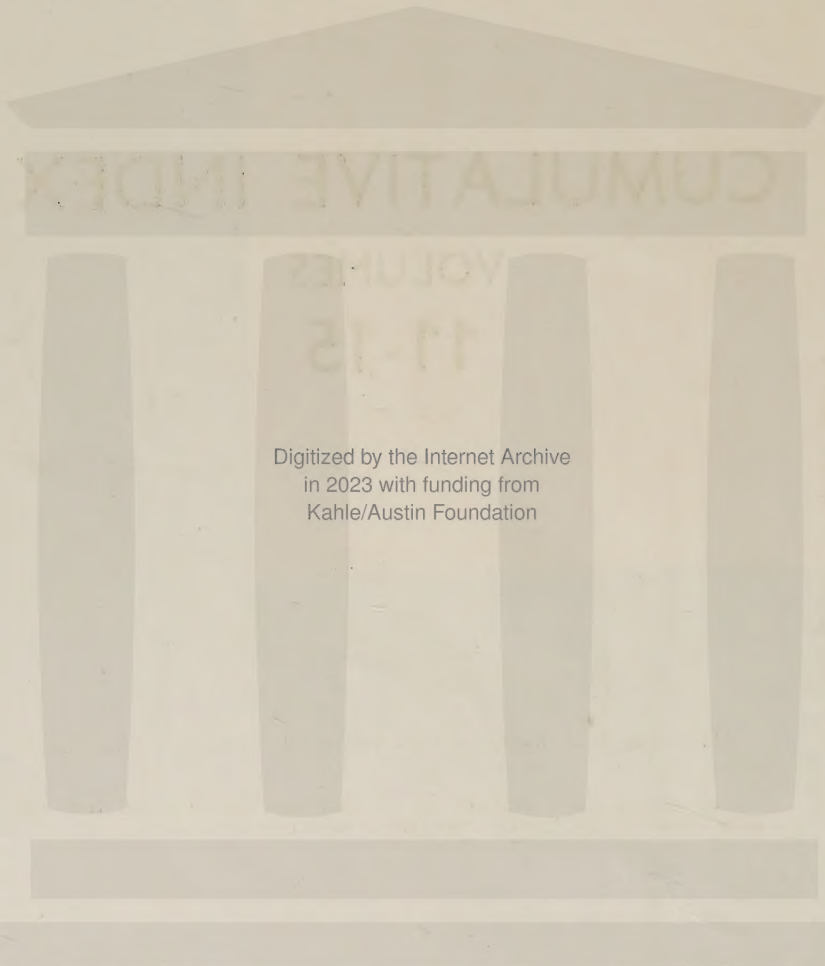 CUMULATIVE INDEX
VOLUMES
11-15
Digitized by the Internet Archive
in 2023 with funding from
Kahle/Austin Foundation